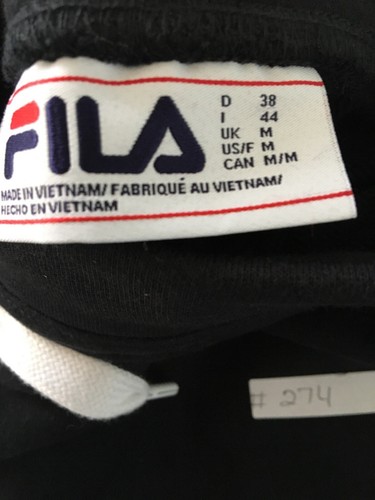 FILA
D 38
I 44
UK M
US/F M
CAN M/M
MADE IN VIETNAM/ FABRIQUÉ AU VIETNAM/
HECHO EN VIETNAM
# 274